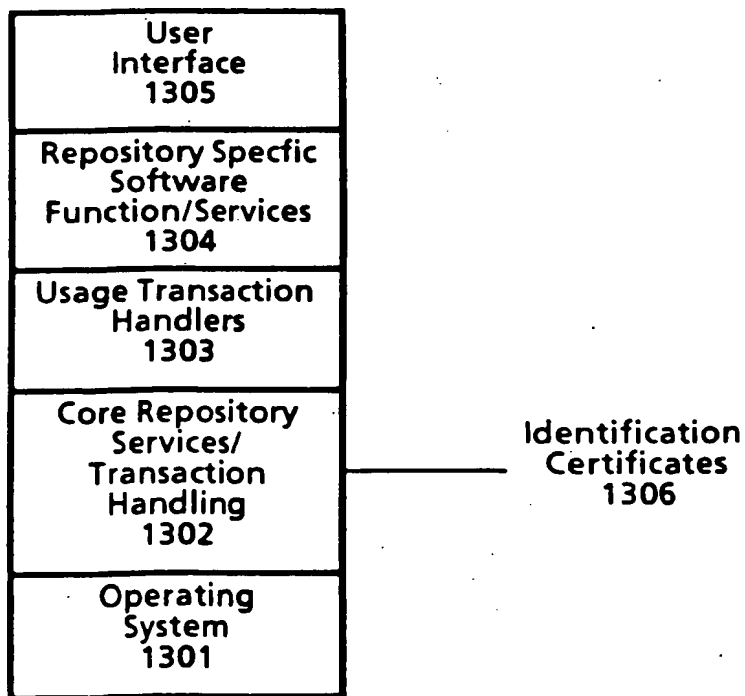 User
Interface
1305
Repository Specfic
Software
Function/Services
1304
Usage Transaction
Handlers
1303
Core Repository
Services/
Transaction
Handling
1302
Identification
Certificates
1306
Operating
System
1301